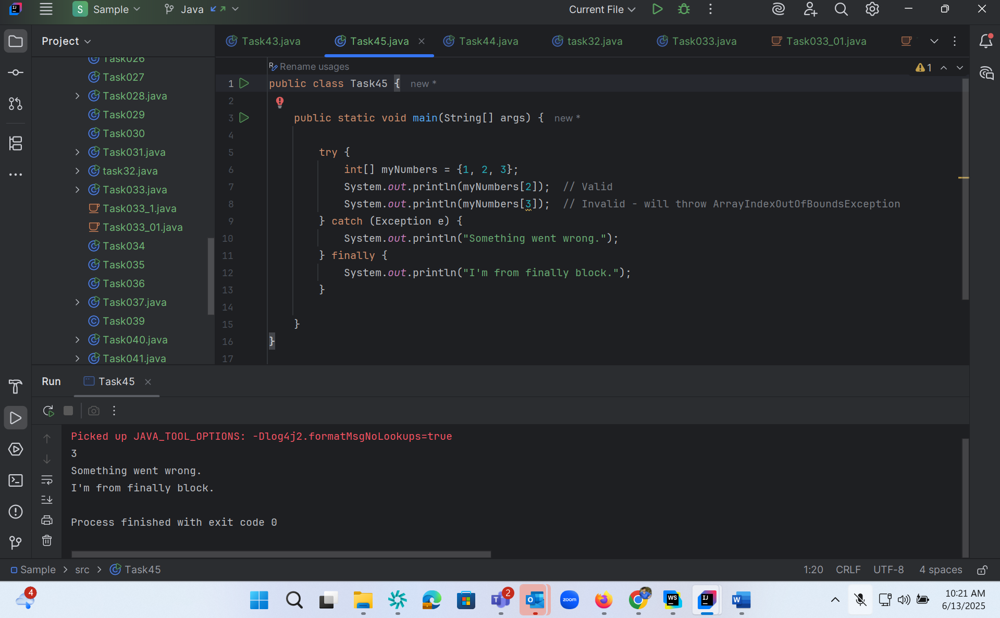 S Sample Java Current File
Project
Task026
Task027
Task028.java
Task029
Task030
Task031.java
task32.java
Task033.java
Task033_1.java
Task033_01.java
Task034
Task035
Task036
Task037.java
Task039
Task040.java
Task041.java
Task43.java Task45.java Task44.java task32.java Task033.java Task033_01.java
Rename usages
1
1 public class Task45 { new *
2
3 public static void main(String[] args) { new *
4
5 try {
6 int[] myNumbers = {1, 2, 3};
7 System.out.println(myNumbers[2]); // Valid
8 System.out.println(myNumbers[3]); // Invalid - will throw ArrayIndexOutOfBoundsException
9 } catch (Exception e) {
10 System.out.println("Something went wrong.");
11 } finally {
12 System.out.println("I'm from finally block.");
13 }
14
15 }
16 }
17
Run Task45
Picked up JAVA_TOOL_OPTIONS: -Dlog4j2.formatMsgNoLookups=true
3
Something went wrong.
I'm from finally block.
Process finished with exit code 0
Sample > src > Task45 1:20 CRLF UTF-8 4 spaces
4 T 2 O zoom WS IJ W
10:21 AM
6/13/2025